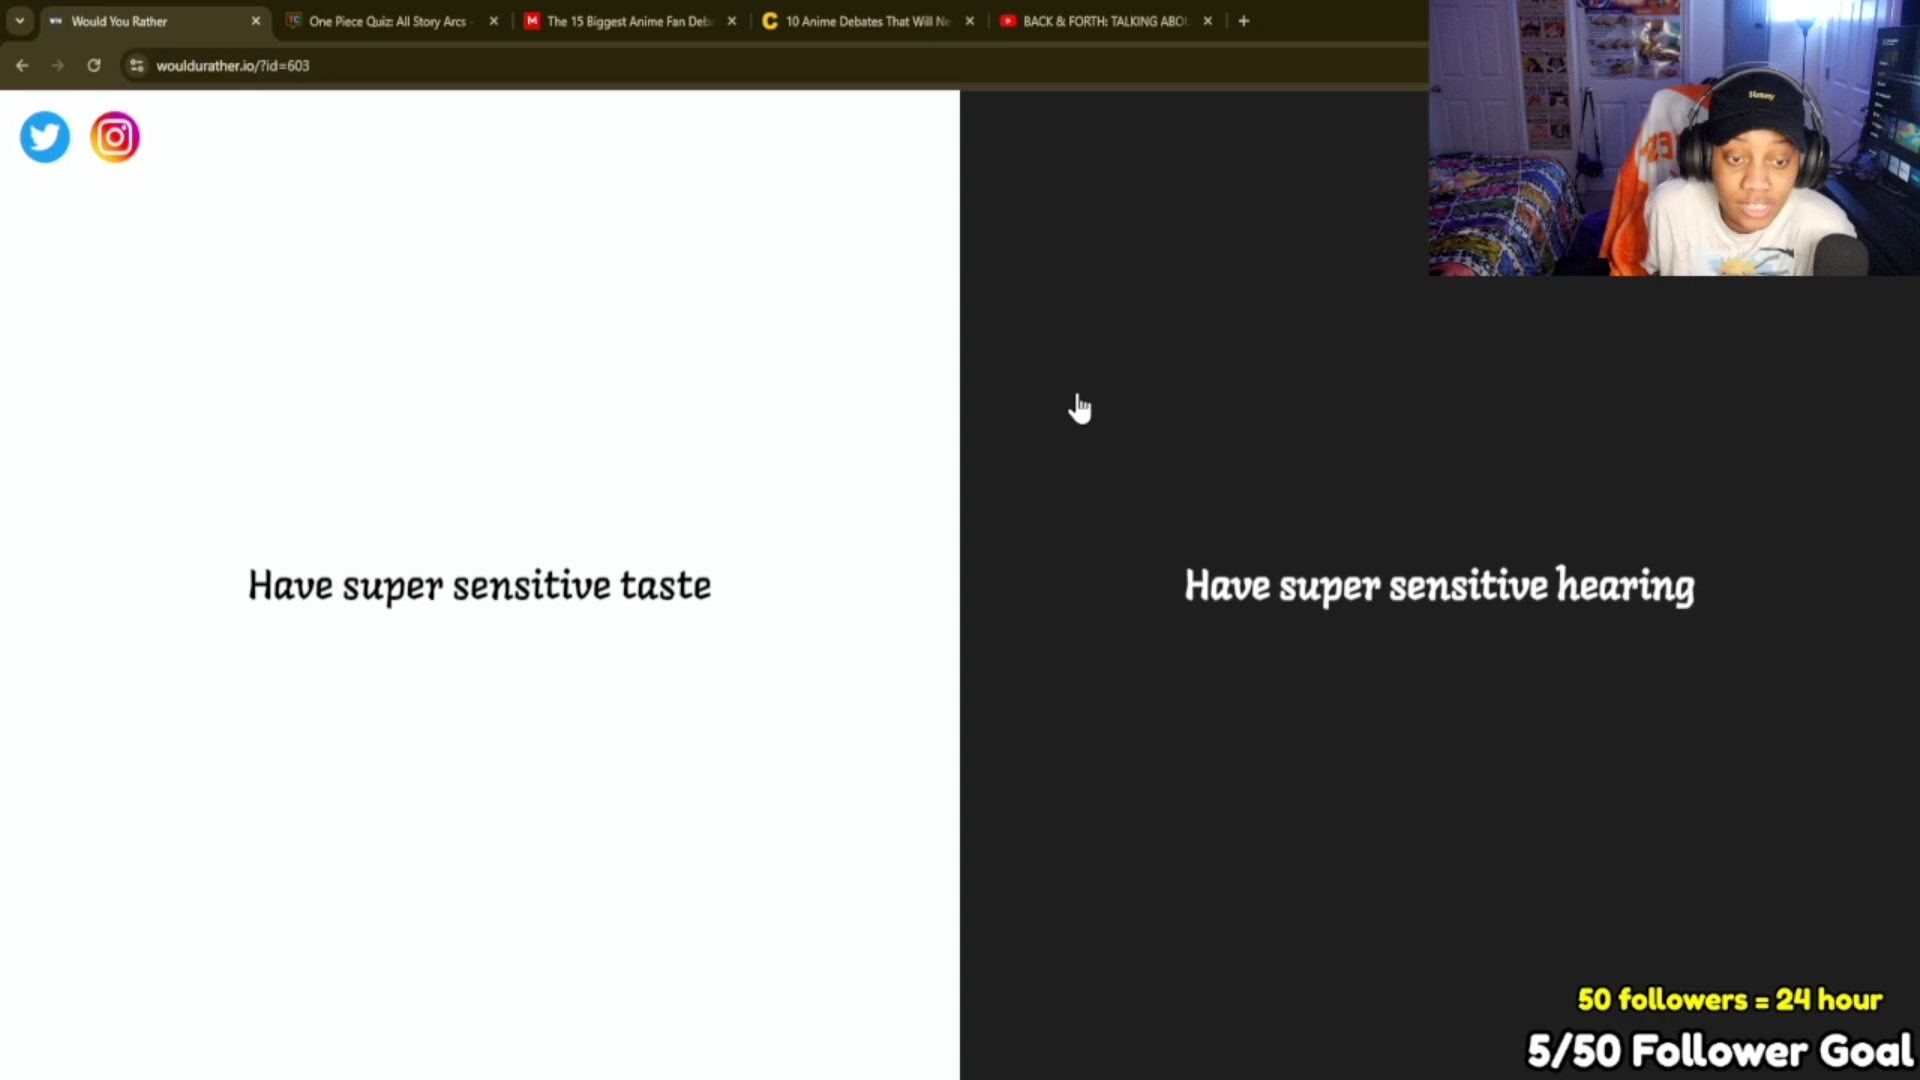 Would You Rather
One Piece Quiz: All Story Arcs
The 15 Biggest Anime Fan Deb
10 Anime Debates That Will Ne
BACK & FORTH: TALKING ABO
wouldurather.io/?id=603
Have super sensitive taste
Have super sensitive hearing
50 followers = 24 hour
5/50 Follower Goal